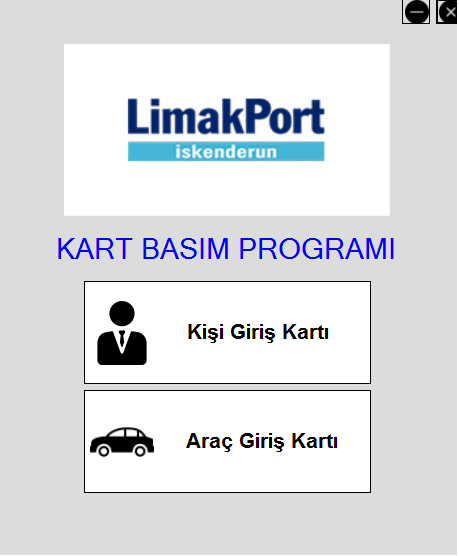 LimakPort
iskenderun
KART BASIM PROGRAMI
Kişi Giriş Kartı
Araç Giriş Kartı